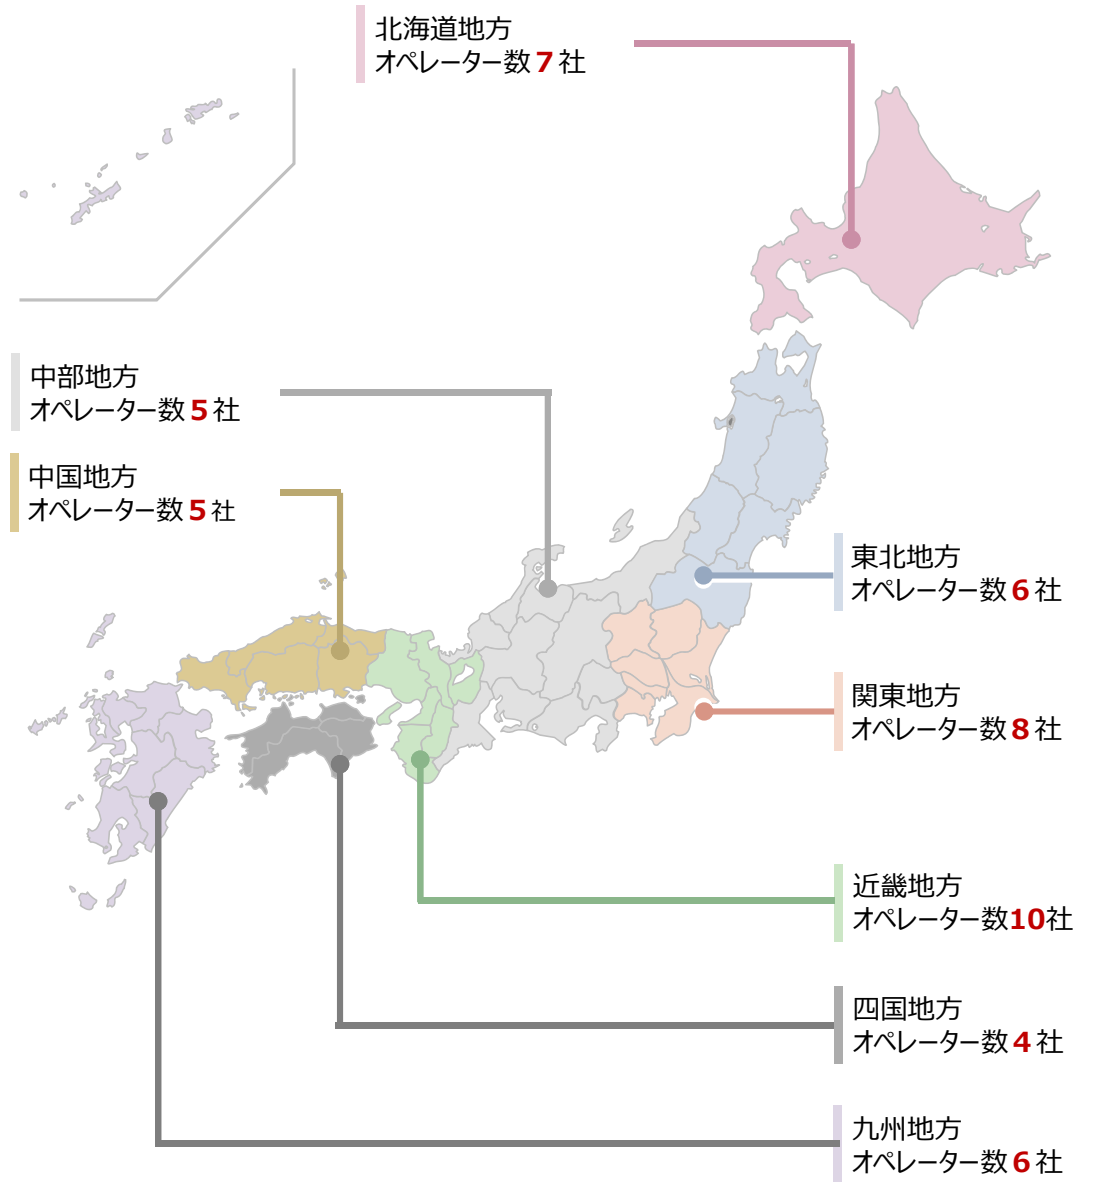 北海道地方
オペレーター数7社
中部地方
オペレーター数5社
中国地方
オペレーター数5社
東北地方
オペレーター数6社
関東地方
オペレーター数8社
近畿地方
オペレーター数10社
四国地方
オペレーター数4社
九州地方
オペレーター数6社